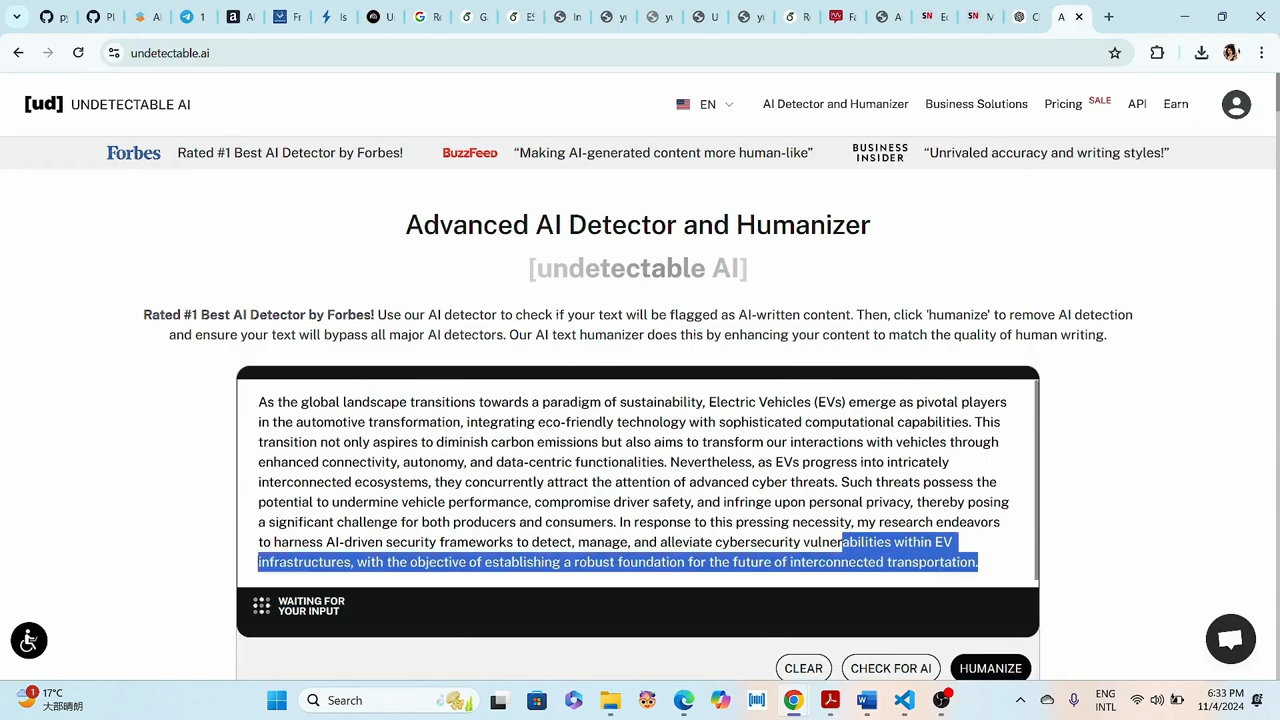 undetectable.ai
[ud] UNDETECTABLE AI
EN
AI Detector and Humanizer
Business Solutions
Pricing SALE
API
Earn
Forbes Rated #1 Best AI Detector by Forbes!
BuzzFeed “Making AI-generated content more human-like”
BUSINESS INSIDER “Unrivaled accuracy and writing styles!”
Advanced AI Detector and Humanizer
[undetectable AI]
Rated #1 Best AI Detector by Forbes! Use our AI detector to check if your text will be flagged as AI-written content. Then, click 'humanize' to remove AI detection
and ensure your text will bypass all major AI detectors. Our AI text humanizer does this by enhancing your content to match the quality of human writing.
As the global landscape transitions towards a paradigm of sustainability, Electric Vehicles (EVs) emerge as pivotal players
in the automotive transformation, integrating eco-friendly technology with sophisticated computational capabilities. This
transition not only aspires to diminish carbon emissions but also aims to transform our interactions with vehicles through
enhanced connectivity, autonomy, and data-centric functionalities. Nevertheless, as EVs progress into intricately
interconnected ecosystems, they concurrently attract the attention of advanced cyber threats. Such threats possess the
potential to undermine vehicle performance, compromise driver safety, and infringe upon personal privacy, thereby posing
a significant challenge for both producers and consumers. In response to this pressing necessity, my research endeavors
to harness AI-driven security frameworks to detect, manage, and alleviate cybersecurity vulnerabilities within EV
infrastructures, with the objective of establishing a robust foundation for the future of interconnected transportation.
WAITING FOR
YOUR INPUT
CLEAR
CHECK FOR AI
HUMANIZE
1
17°C
大部晴朗
Search
ENG
INTL
6:33 PM
11/4/2024